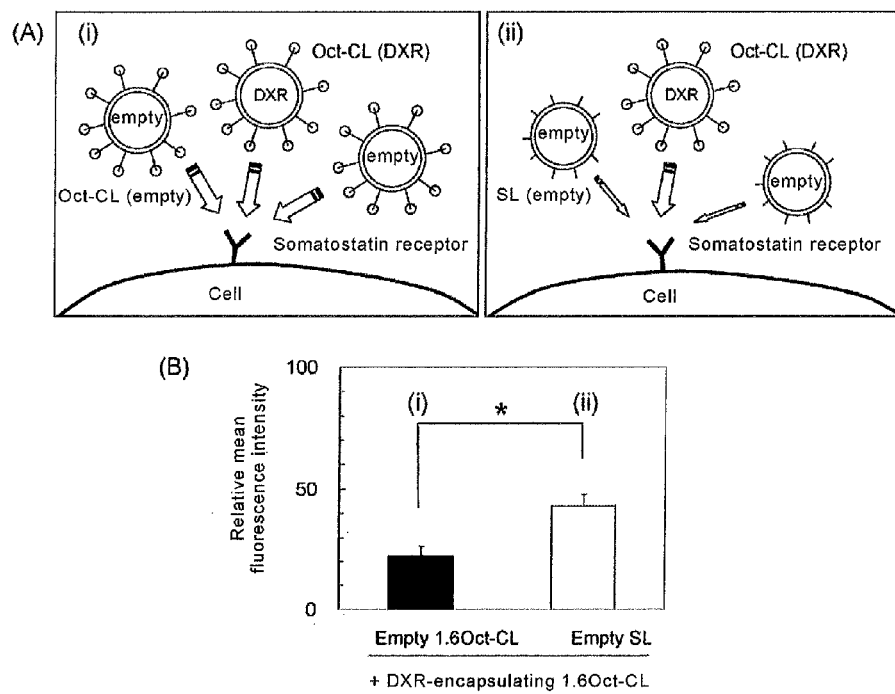 (A)
(i)
Oct-CL (DXR)
empty
DXR
empty
Oct-CL (empty)
Somatostatin receptor
Cell
(ii)
Oct-CL (DXR)
empty
DXR
empty
SL (empty)
Somatostatin receptor
Cell
(B)
Relative mean
fluorescence intensity
100
50
0
(i)
*
(ii)
Empty 1.6Oct-CL
Empty SL
+ DXR-encapsulating 1.6Oct-CL